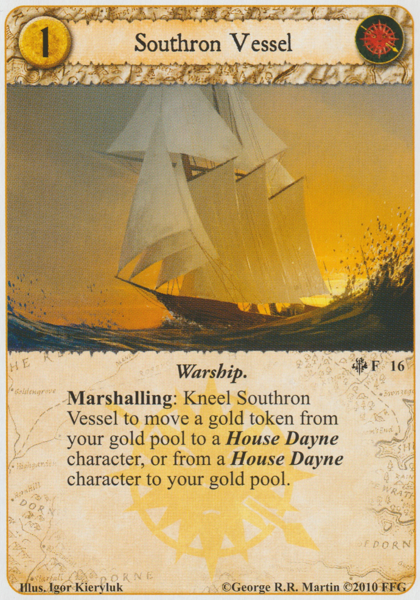 1
Southron Vessel
Warship.
F 16
Marshalling: Kneel Southron
Vessel to move a gold token from
your gold pool to a House Dayne
character, or from a House Dayne
character to your gold pool.
DORNE
Illus. Igor Kieryluk
©George R.R. Martin ©2010 FFG